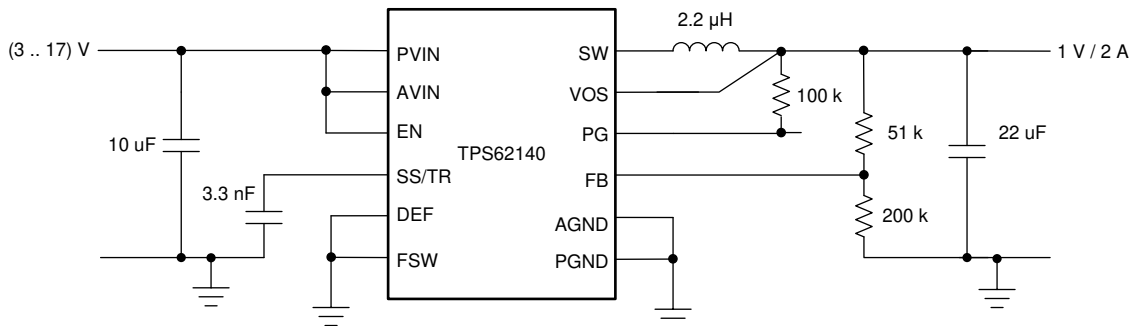 2.2 µH
(3 .. 17) V
PVIN
SW
1 V / 2 A
AVIN
VOS
100 k
EN
PG
10 uF
TPS62140
51 k
22 uF
3.3 nF
SS/TR
FB
DEF
AGND
200 k
FSW
PGND